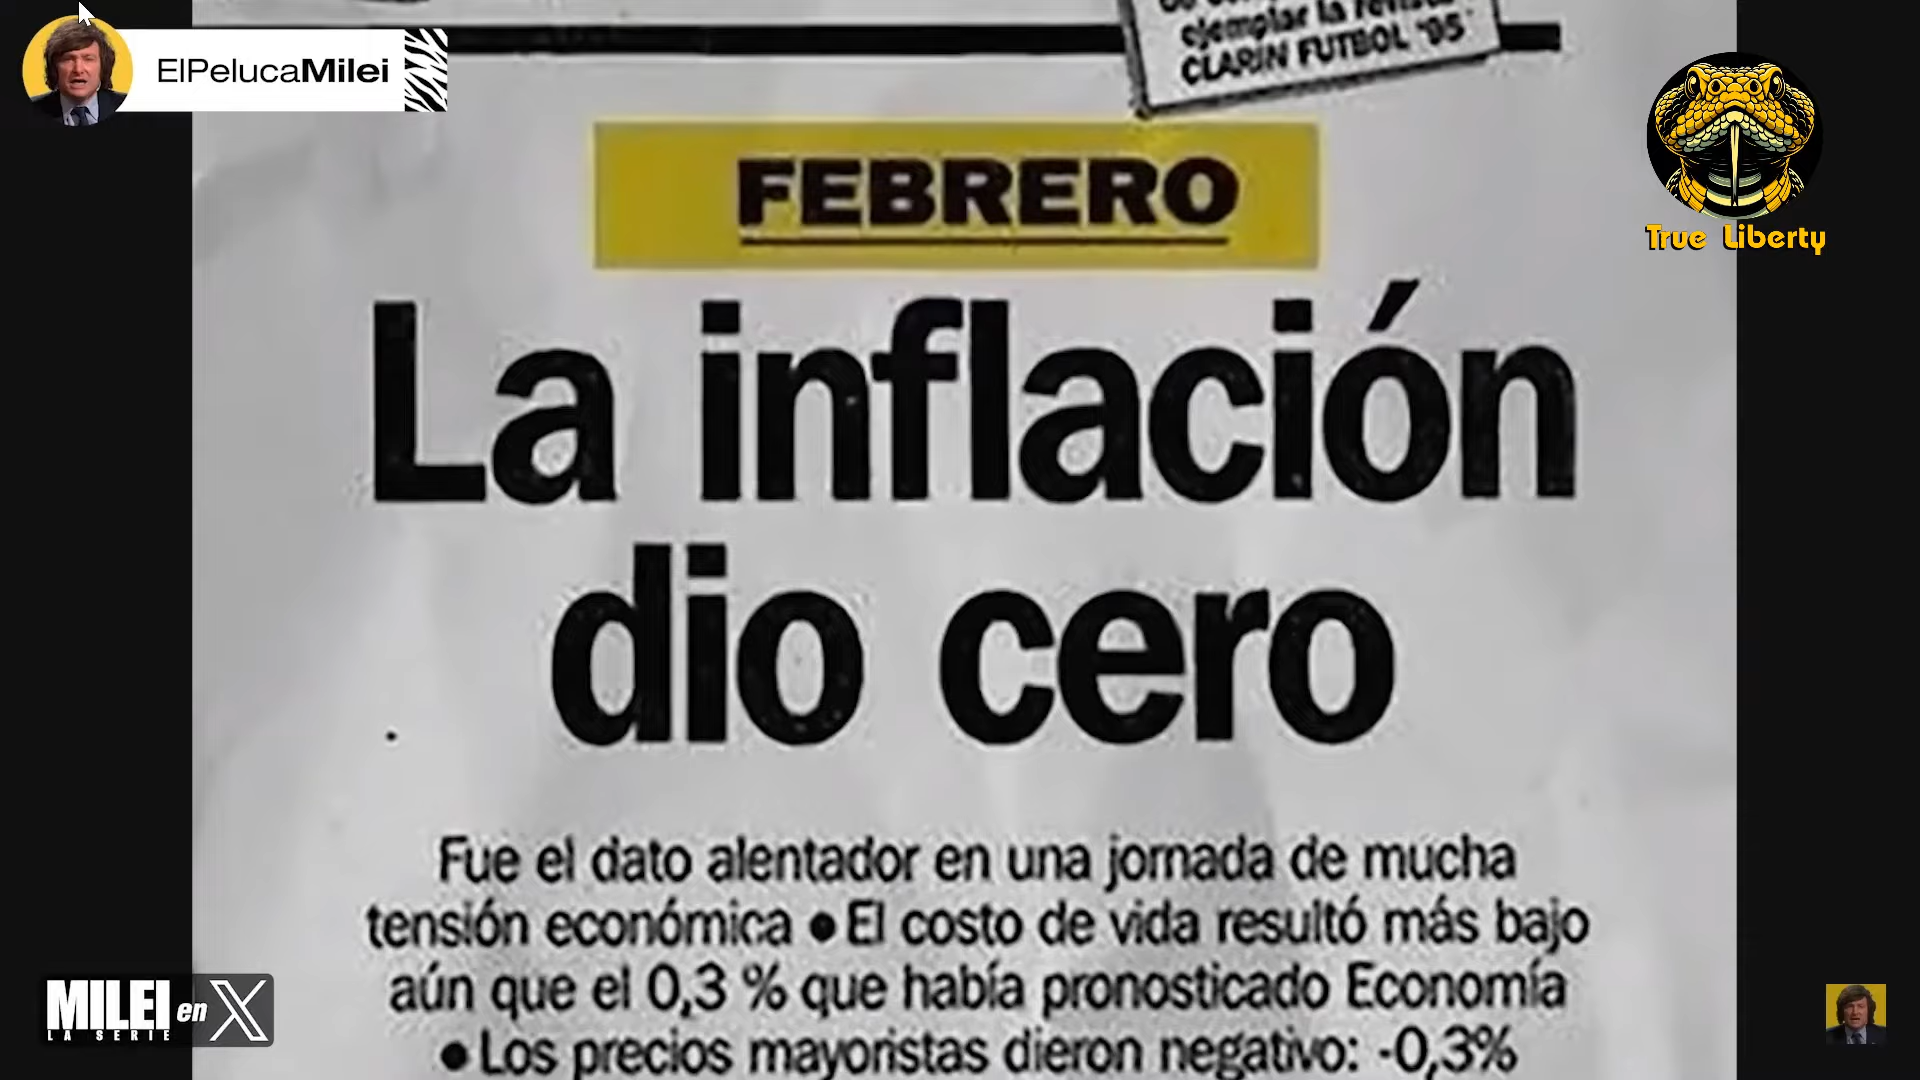 ejemplar la revista
CLARIN FUTBOL '95
ElPelucaMilei
True Liberty
FEBRERO
La inflación
dio cero
Fue el dato alentador en una jornada de mucha
tensión económica ● El costo de vida resultó más bajo
aún que el 0,3 % que había pronosticado Economía
● Los precios mayoristas dieron negativo: -0,3%
MILEI en X
LA SERIE